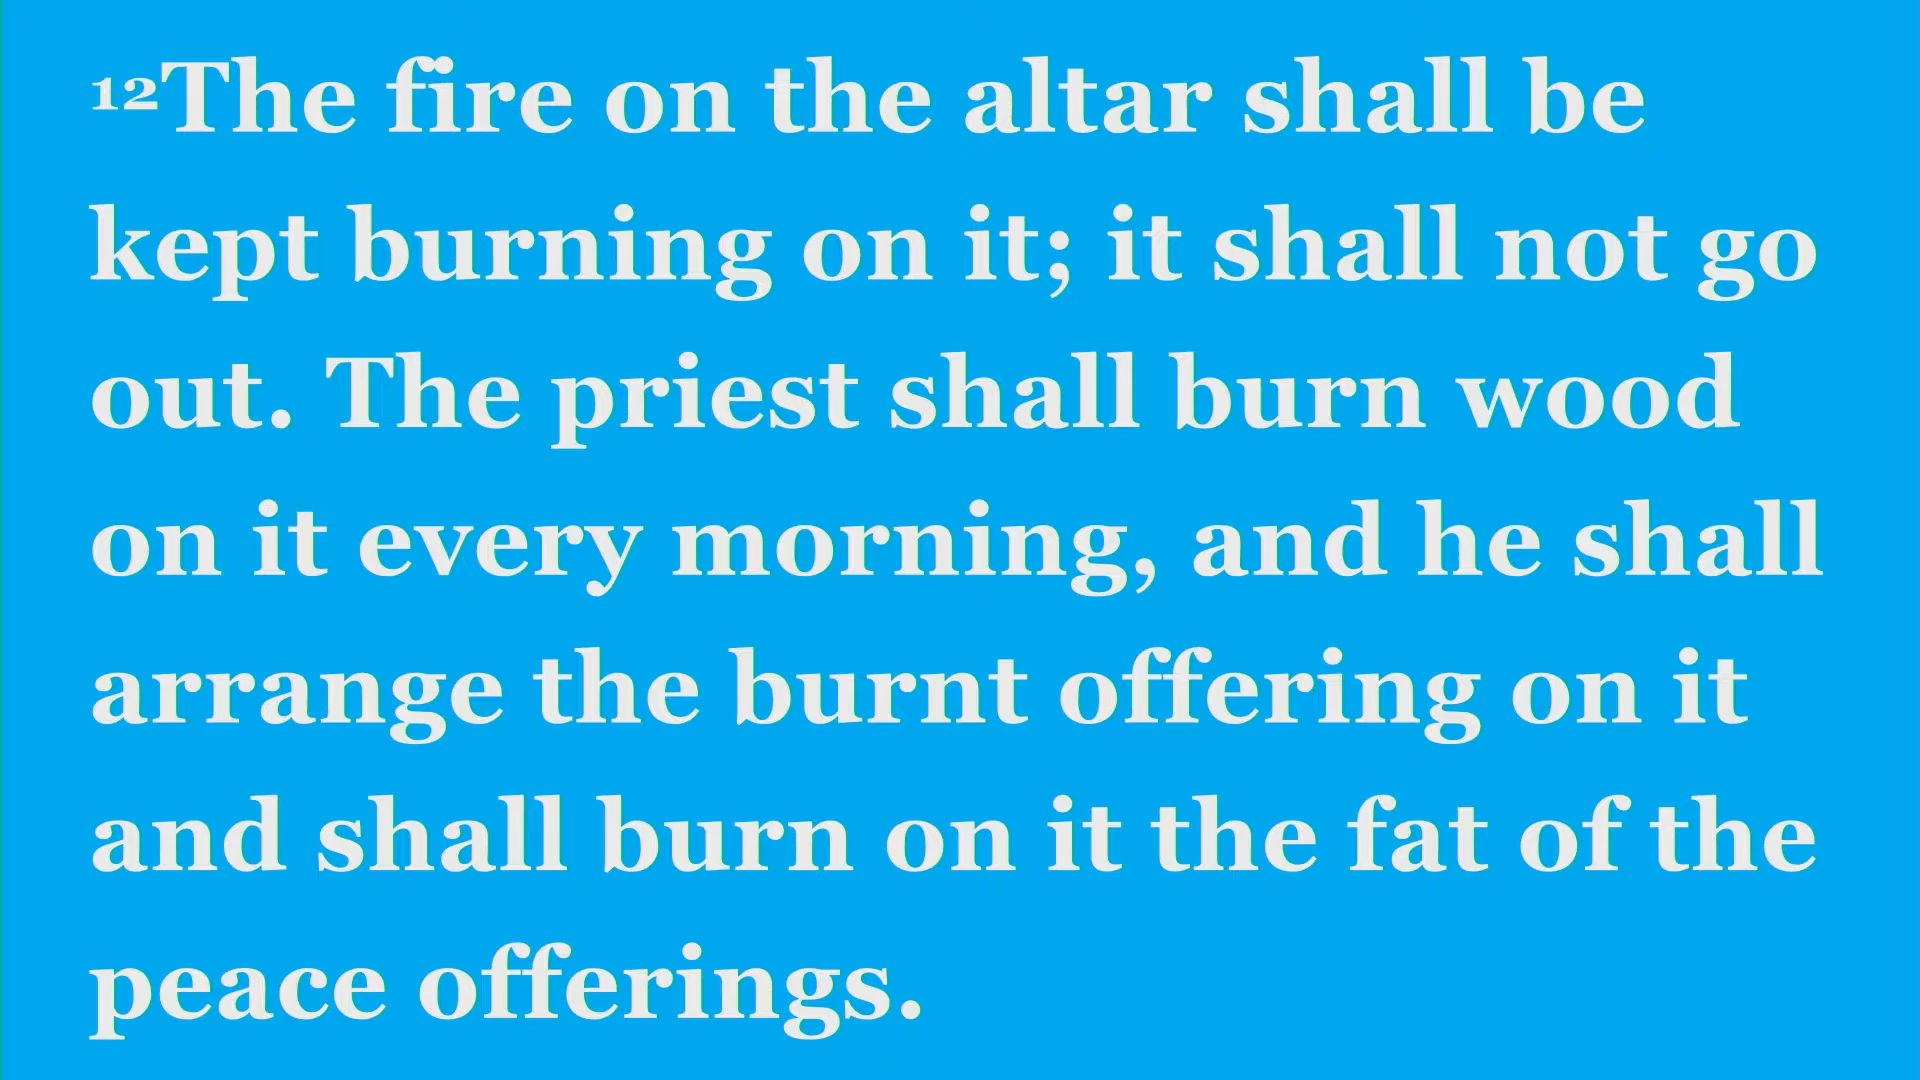 12The fire on the altar shall be
kept burning on it; it shall not go
out. The priest shall burn wood
on it every morning, and he shall
arrange the burnt offering on it
and shall burn on it the fat of the
peace offerings.